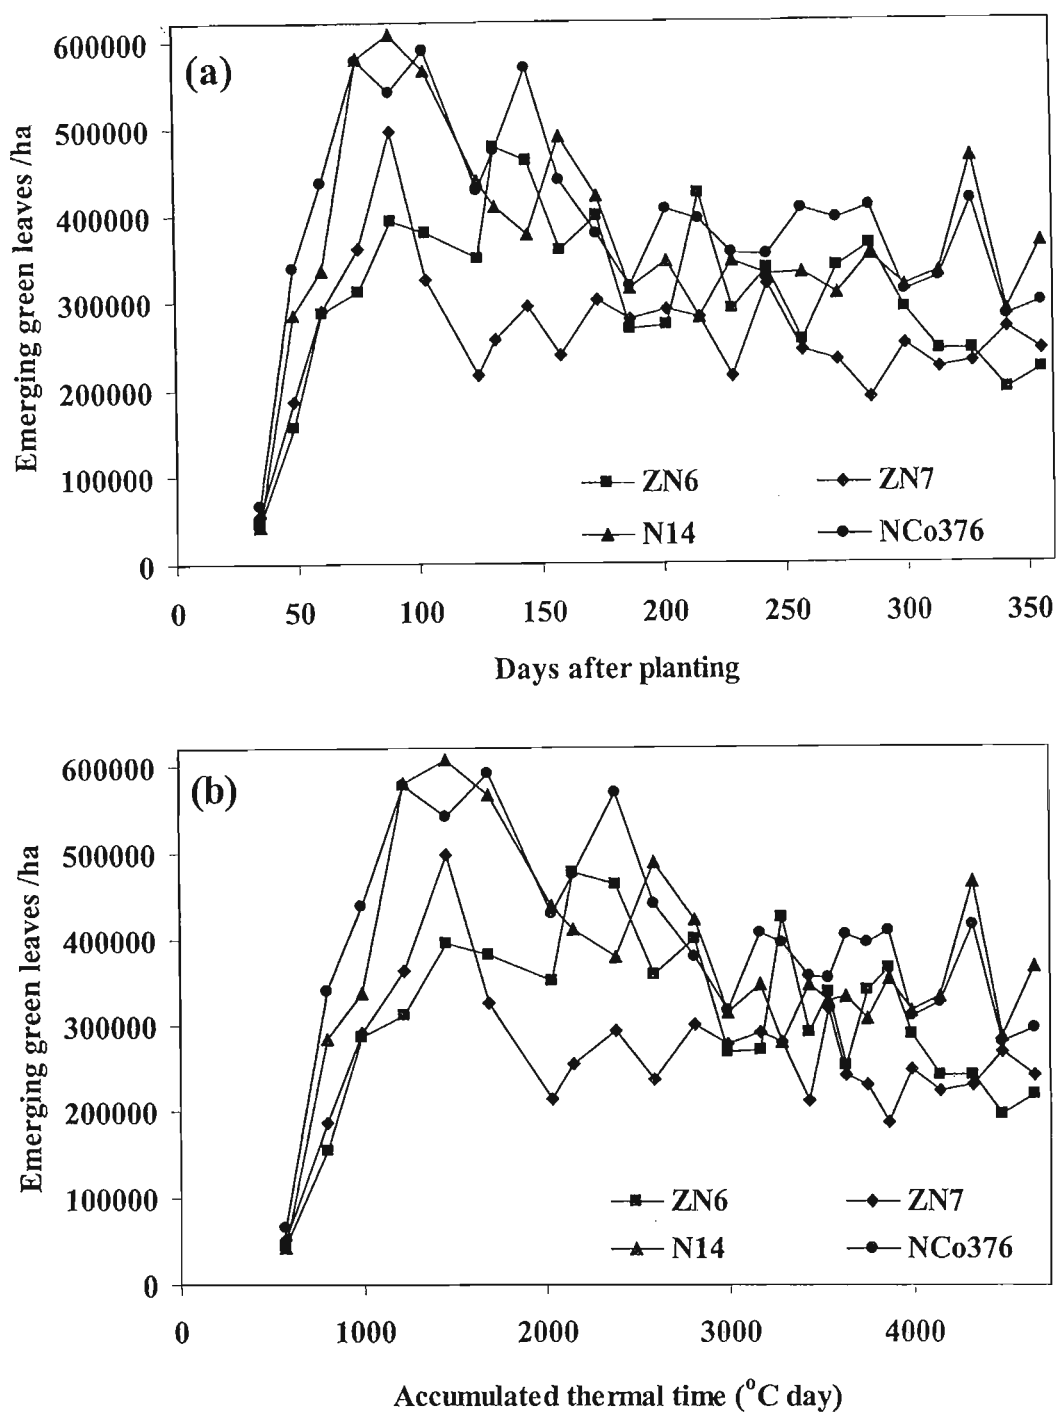 (a)
600000
500000
400000
300000
200000
100000
0
Emerging green leaves /ha
ZN6
ZN7
N14
NCo376
0 50 100 150 200 250 300 350
Days after planting
(b)
600000
500000
400000
300000
200000
100000
0
Emerging green leaves /ha
ZN6
ZN7
N14
NCo376
0 1000 2000 3000 4000
Accumulated thermal time (°C day)